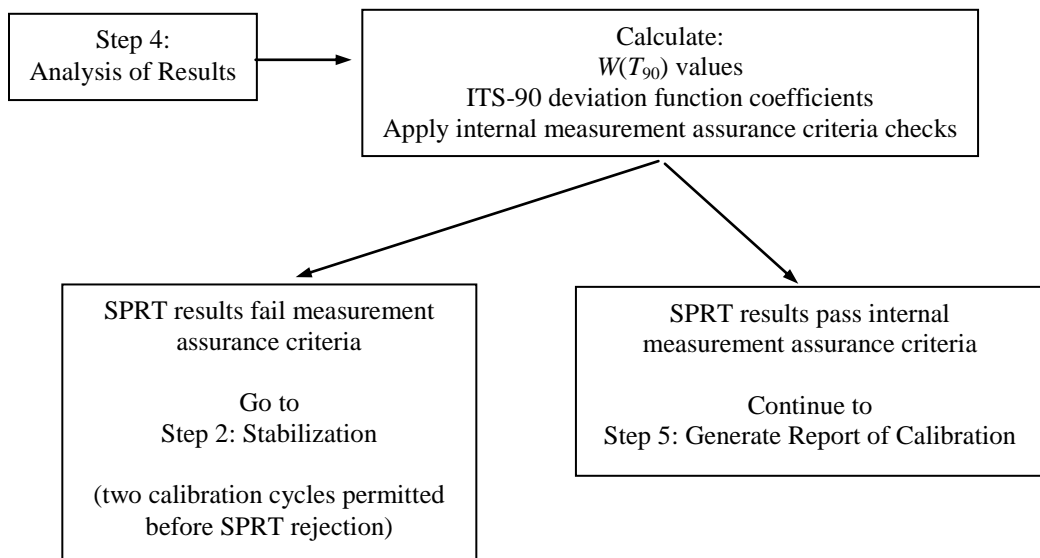 Step 4:
Analysis of Results
Calculate:
W(T90) values
ITS-90 deviation function coefficients
Apply internal measurement assurance criteria checks
SPRT results fail measurement
assurance criteria
Go to
Step 2: Stabilization
(two calibration cycles permitted
before SPRT rejection)
SPRT results pass internal
measurement assurance criteria
Continue to
Step 5: Generate Report of Calibration